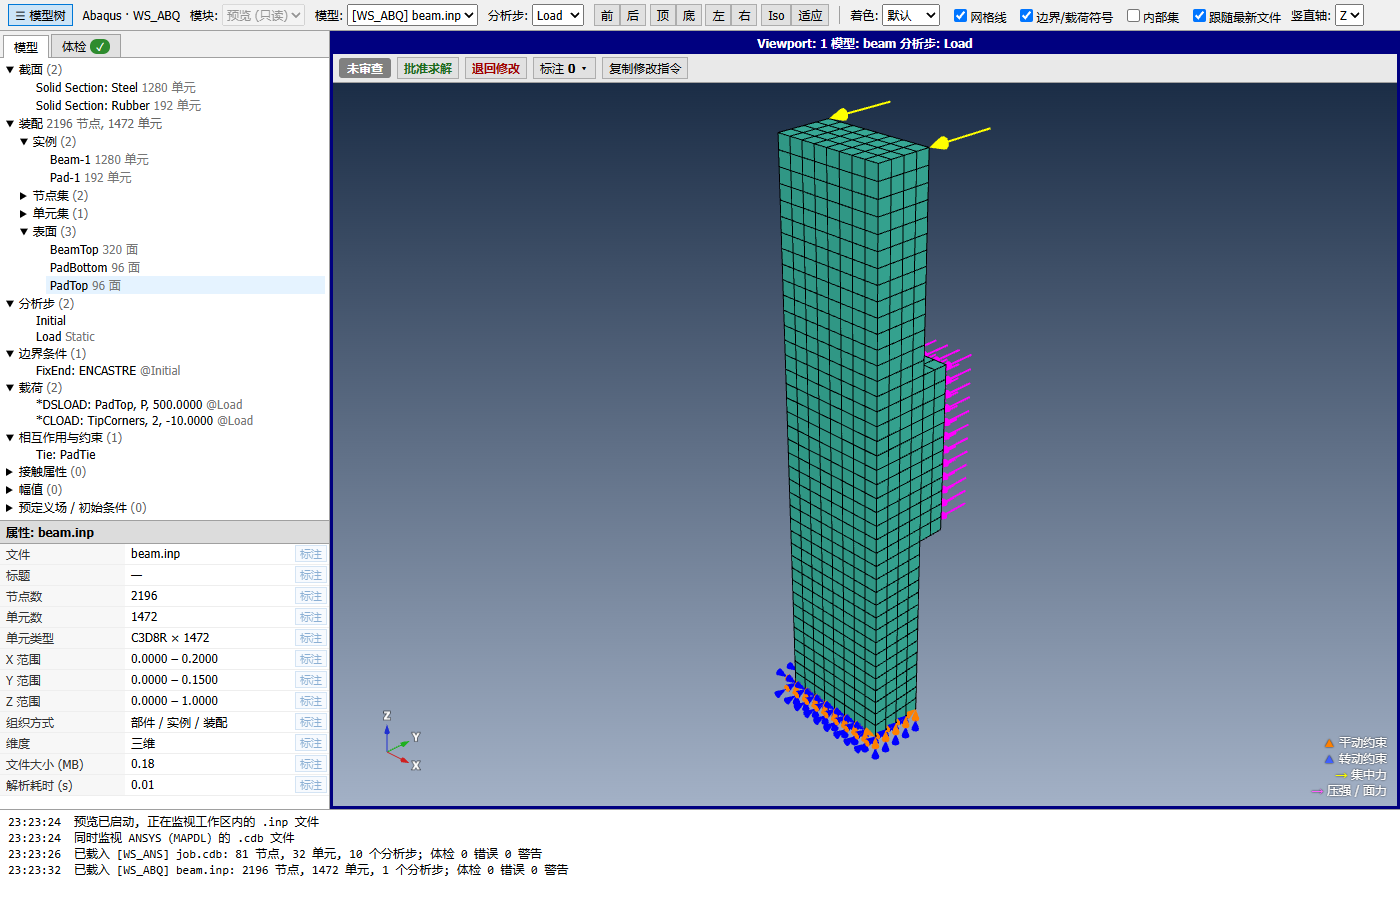 ☰ 模型树 Abaqus · WS_ABQ 模块: 预览 (只读) 模型: [WS_ABQ] beam.inp 分析步: Load 前 后 顶 底 左 右 Iso 适应 着色: 默认 网格线 边界/载荷符号 内部集 跟随最新文件 竖直轴: Z
模型 体检 ✓
Viewport: 1 模型: beam 分析步: Load
未审查 批准求解 退回修改 标注 0 复制修改指令
▼ 截面 (2)
Solid Section: Steel 1280 单元
Solid Section: Rubber 192 单元
▼ 装配 2196 节点, 1472 单元
▼ 实例 (2)
Beam-1 1280 单元
Pad-1 192 单元
▶ 节点集 (2)
▶ 单元集 (1)
▼ 表面 (3)
BeamTop 320 面
PadBottom 96 面
PadTop 96 面
▼ 分析步 (2)
Initial
Load Static
▼ 边界条件 (1)
FixEnd: ENCASTRE @Initial
▼ 载荷 (2)
*DSLOAD: PadTop, P, 500.0000 @Load
*CLOAD: TipCorners, 2, -10.0000 @Load
▼ 相互作用与约束 (1)
Tie: PadTie
▶ 接触属性 (0)
▶ 幅值 (0)
▶ 预定义场 / 初始条件 (0)
属性: beam.inp
文件 beam.inp 标注
标题 — 标注
节点数 2196 标注
单元数 1472 标注
单元类型 C3D8R × 1472 标注
X 范围 0.0000 – 0.2000 标注
Y 范围 0.0000 – 0.1500 标注
Z 范围 0.0000 – 1.0000 标注
组织方式 部件 / 实例 / 装配 标注
维度 三维 标注
文件大小 (MB) 0.18 标注
解析耗时 (s) 0.01 标注
Z
Y
X
平动约束
转动约束
→ 集中力
→ 压强 / 面力
23:23:24 预览已启动, 正在监视工作区内的 .inp 文件
23:23:24 同时监视 ANSYS (MAPDL) 的 .cdb 文件
23:23:26 已载入 [WS_ANS] job.cdb: 81 节点, 32 单元, 10 个分析步; 体检 0 错误 0 警告
23:23:32 已载入 [WS_ABQ] beam.inp: 2196 节点, 1472 单元, 1 个分析步; 体检 0 错误 0 警告